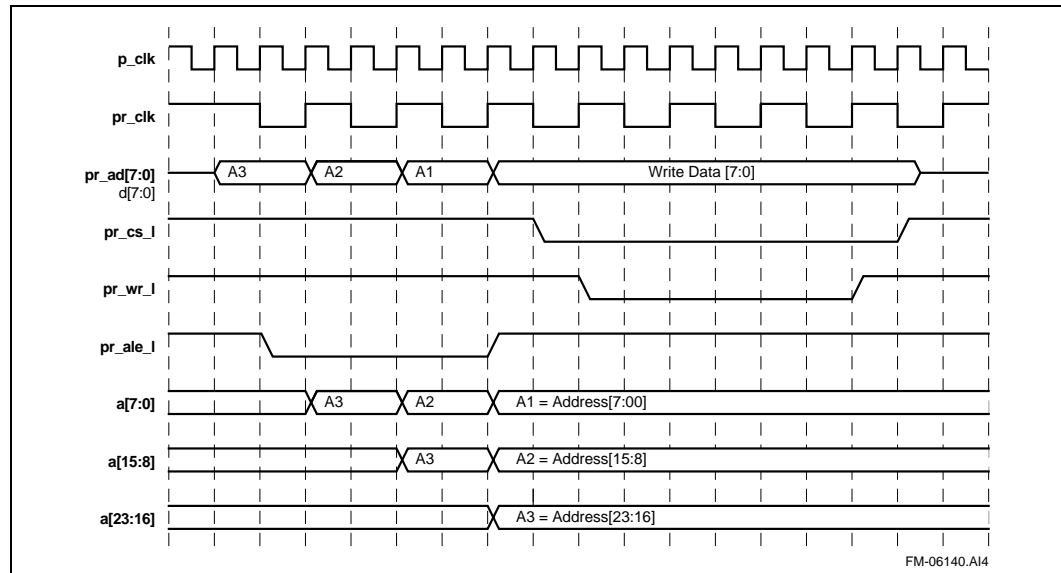 p_clk
pr_clk
pr_ad[7:0] A3 A2 A1 Write Data [7:0]
d[7:0]
pr_cs_l
pr_wr_l
pr_ale_l
a[7:0] A3 A2 A1 = Address[7:00]
a[15:8] A3 A2 = Address[15:8]
a[23:16] A3 = Address[23:16]
FM-06140.AI4